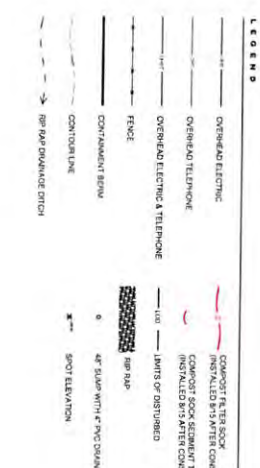 LEGEND
OVERHEAD ELECTRIC
OVERHEAD TELEPHONE
OVERHEAD ELECTRIC & TELEPHONE
FENCE
CONTAINMENT BERM
CONTOUR LINE
RIP RAP DRAINAGE DITCH
COMPOST FILTER SOCK
(INSTALLED 8/15 AFTER CON
COMPOST SOCK SEDIMENT T
(INSTALLED 8/15 AFTER CON
LOD
LIMITS OF DISTURBED
RIP RAP
48" SUMP WITH 4" PVC DRAIN
SPOT ELEVATION